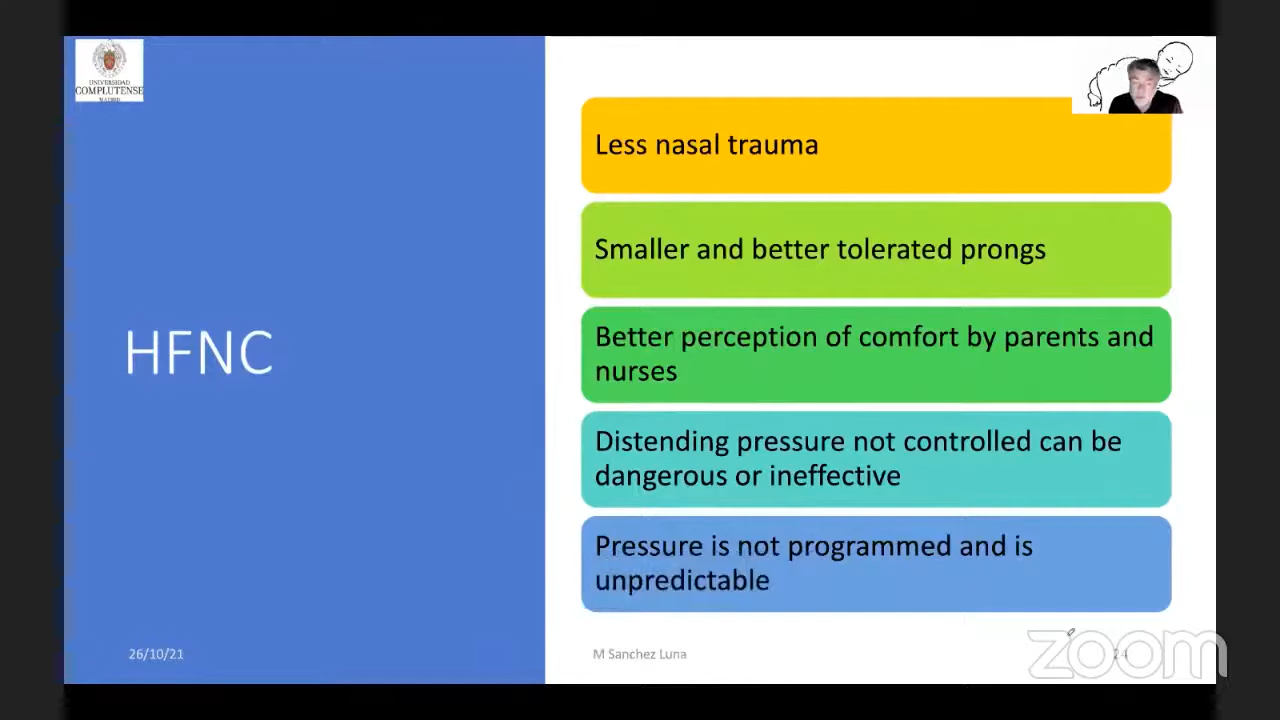 UNIVERSIDAD
COMPLUTENSE
MADRID
Less nasal trauma
Smaller and better tolerated prongs
HFNC
Better perception of comfort by parents and
nurses
Distending pressure not controlled can be
dangerous or ineffective
Pressure is not programmed and is
unpredictable
26/10/21
M Sanchez Luna
24
zoom